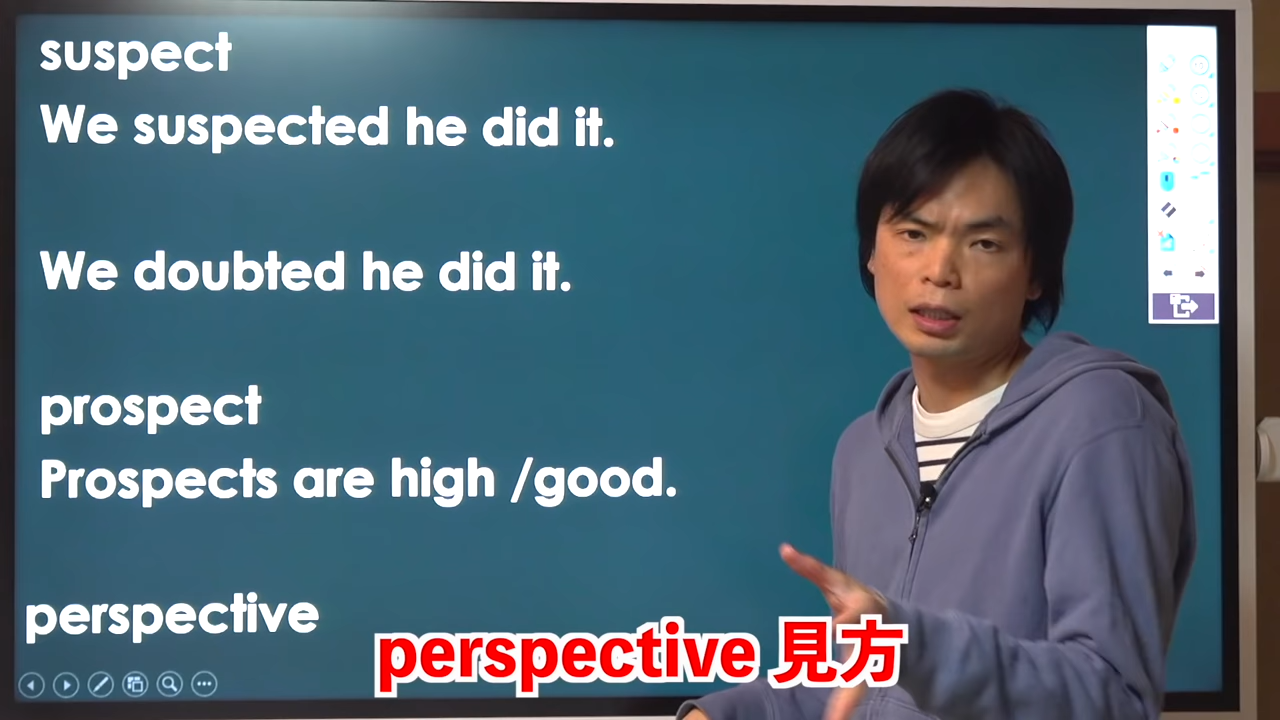 suspect
We suspected he did it.
We doubted he did it.
prospect
Prospects are high /good.
perspective
perspective 見方